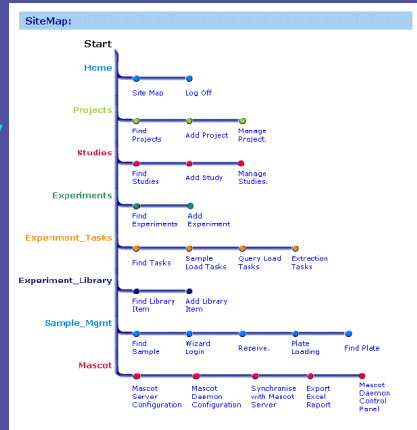 SiteMap:
Start
Home
Site Map
Log Off
Projects
Find
Projects
Add Project
Manage
Project.
Studies
Find
Studies
Add Study
Manage
Studies.
Experiments
Find
Experiments
Add
Experiment
Experiment_Tasks
Find Tasks
Sample
Load Tasks
Query Load
Tasks
Extraction
Tasks
Experiment_Library
Find Library
Item
Add Library
Item
Sample_Mgmt
Find
Sample
Wizard
Login
Receive.
Plate
Loading
Find Plate
Mascot
Mascot
Server
Configuration
Mascot
Daemon
Configuration
Synchronise
with Mascot
Server
Export
Excel
Report
Mascot
Daemon
Control
Panel